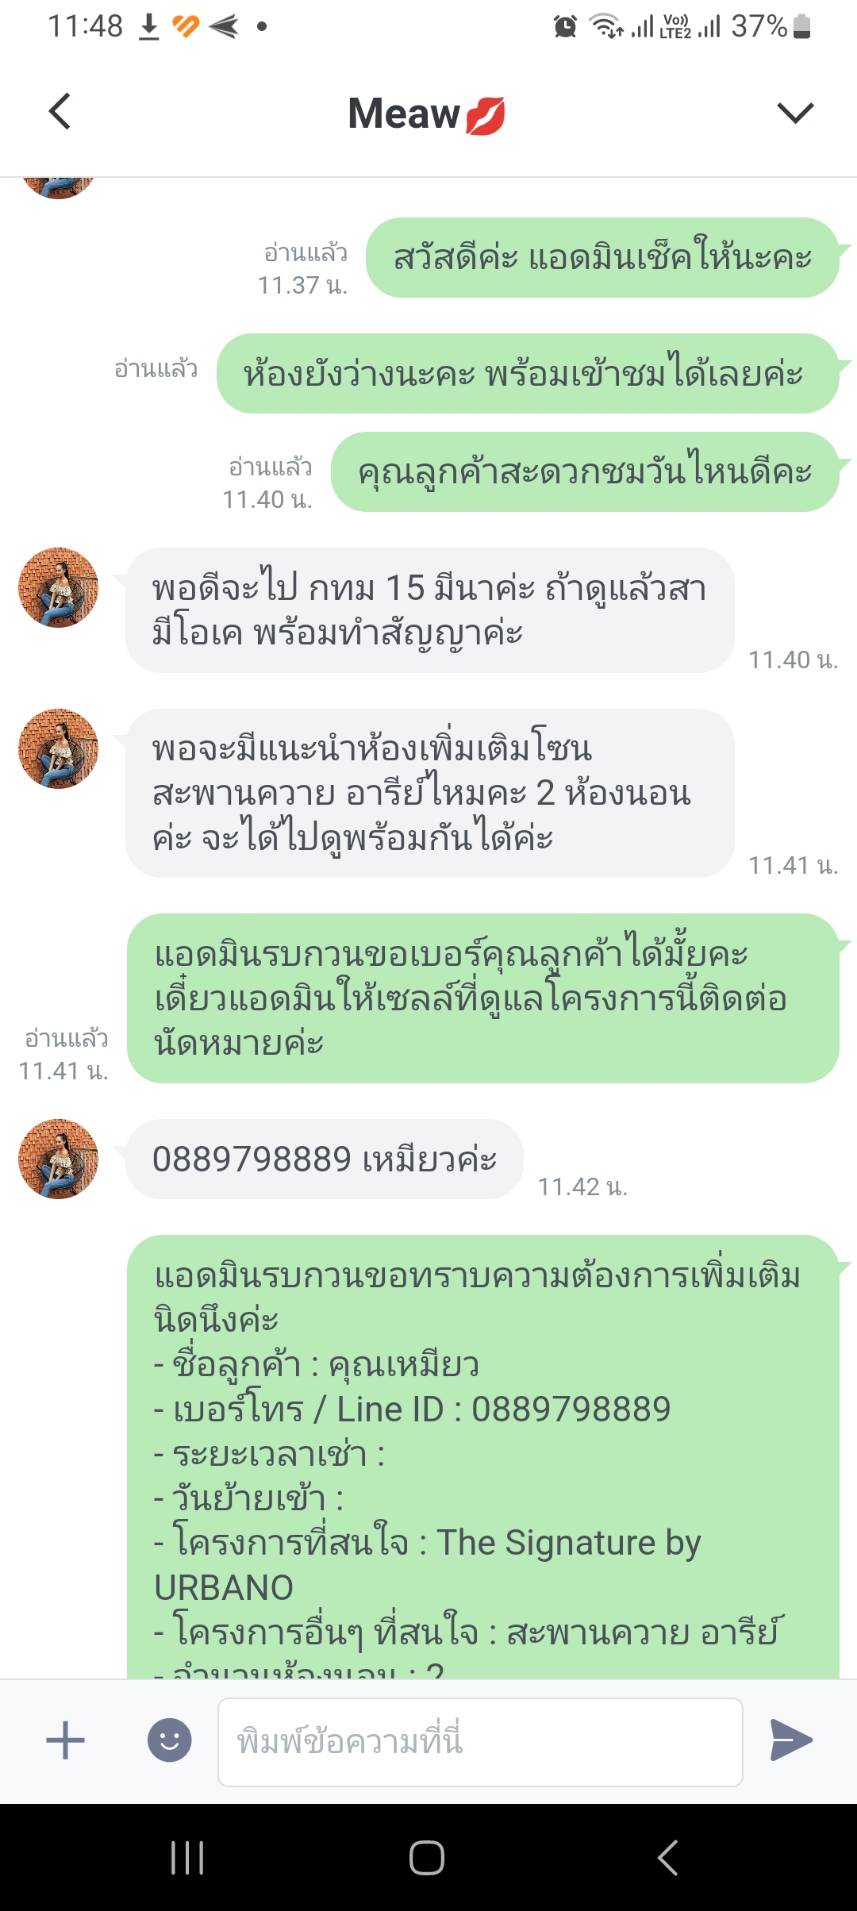 11:48
Vo))
LTE2
37%
Meaw
สวัสดีค่ะ แอดมินเช็คให้นะคะ
อ่านแล้ว
11.37 น.
ห้องยังว่างนะคะ พร้อมเข้าชมได้เลยค่ะ
อ่านแล้ว
คุณลูกค้าสะดวกชมวันไหนดีคะ
อ่านแล้ว
11.40 น.
พอดีจะไป กทม 15 มีนาค่ะ ถ้าดูแล้วสา
มีโอเค พร้อมทำสัญญาค่ะ
11.40 น.
พอจะมีแนะนำห้องเพิ่มเติมโซน
สะพานควาย อารีย์ไหมคะ 2 ห้องนอน
ค่ะ จะได้ไปดูพร้อมกันได้ค่ะ
11.41 น.
แอดมินรบกวนขอเบอร์คุณลูกค้าได้มั้ยคะ
เดี๋ยวแอดมินให้เซลล์ที่ดูแลโครงการนี้ติดต่อ
นัดหมายค่ะ
อ่านแล้ว
11.41 น.
0889798889 เหมียวค่ะ
11.42 น.
แอดมินรบกวนขอทราบความต้องการเพิ่มเติม
นิดนึงค่ะ
- ชื่อลูกค้า : คุณเหมียว
- เบอร์โทร / Line ID : 0889798889
- ระยะเวลาเช่า :
- วันย้ายเข้า :
- โครงการที่สนใจ : The Signature by
URBANO
- โครงการอื่นๆ ที่สนใจ : สะพานควาย อารีย์
- จำนวนห้องนอน : 2
พิมพ์ข้อความที่นี่